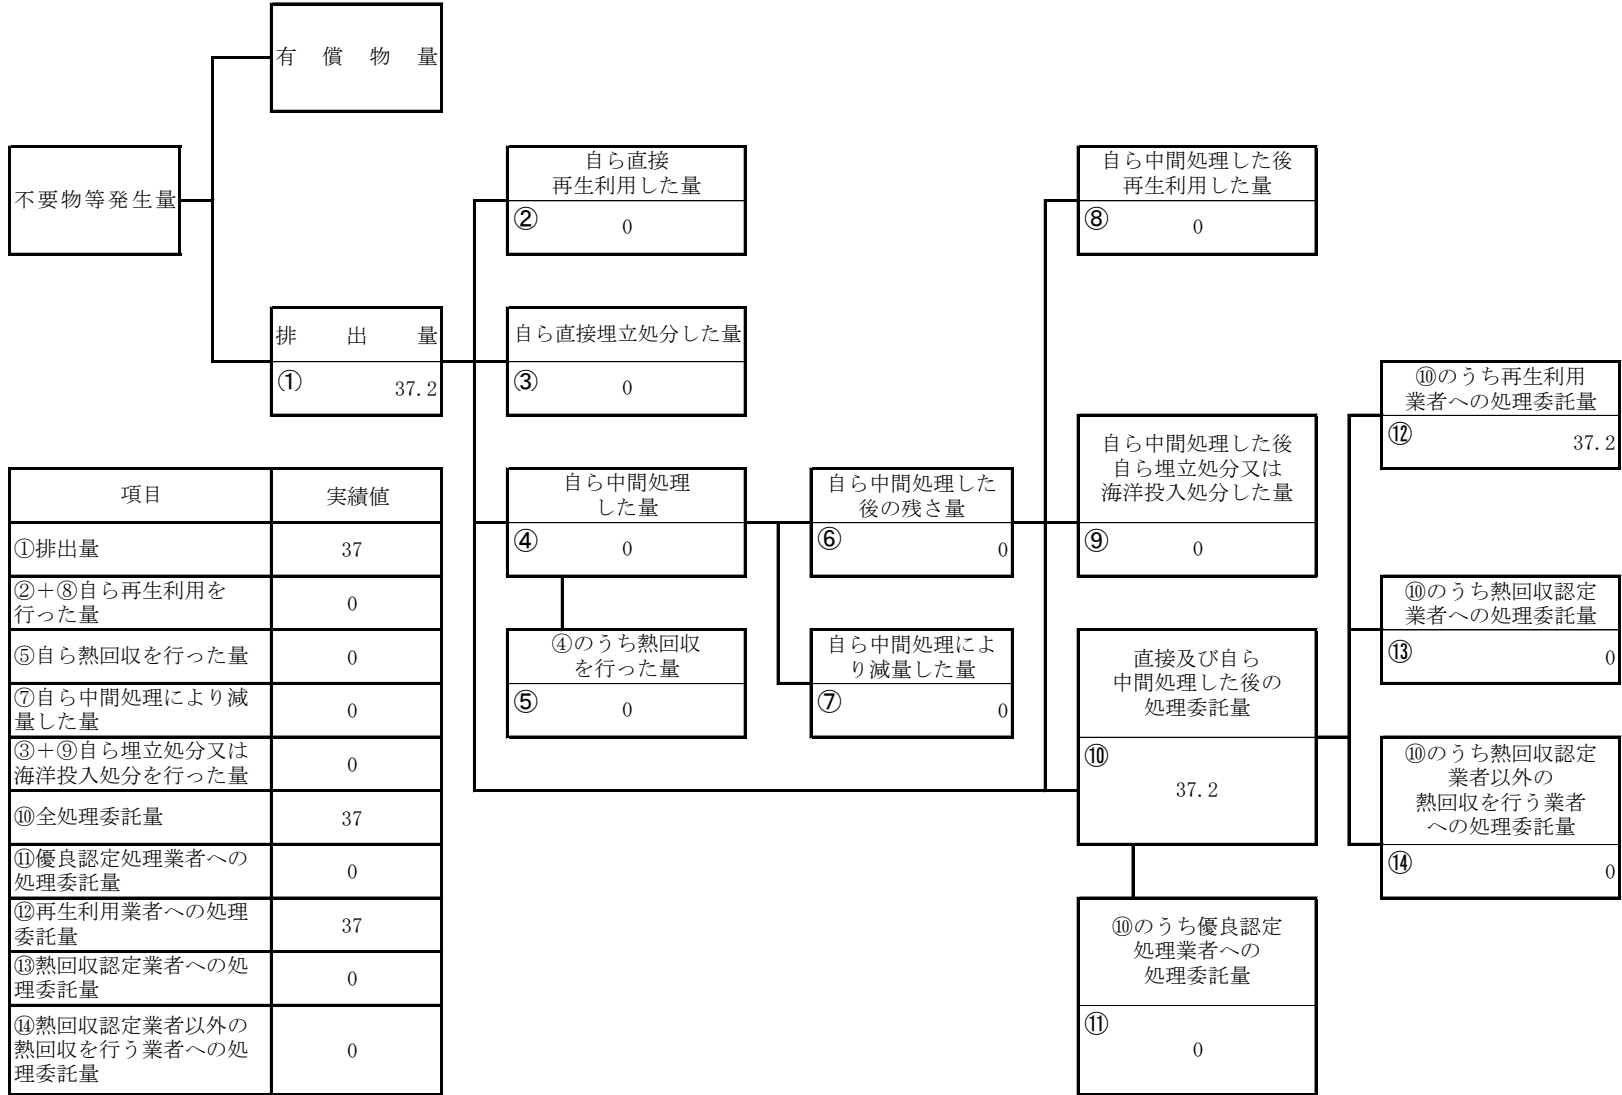 有償物量
不要物等発生量
排出量
① 37.2
自ら直接
再生利用した量
② 0
自ら直接埋立処分した量
③ 0
自ら中間処理
した量
④ 0
④のうち熱回収
を行った量
⑤ 0
自ら中間処理した
後の残さ量
⑥ 0
自ら中間処理によ
り減量した量
⑦ 0
自ら中間処理した後
再生利用した量
⑧ 0
自ら中間処理した後
自ら埋立処分又は
海洋投入処分した量
⑨ 0
直接及び自ら
中間処理した後の
処理委託量
⑩
37.2
⑩のうち優良認定
処理業者への
処理委託量
⑪
0
⑩のうち再生利用
業者への処理委託量
⑫ 37.2
⑩のうち熱回収認定
業者への処理委託量
⑬ 0
⑩のうち熱回収認定
業者以外の
熱回収を行う業者
への処理委託量
⑭ 0
項目 実績値
①排出量 37
②+⑧自ら再生利用を
行った量 0
⑤自ら熱回収を行った量 0
⑦自ら中間処理により減
量した量 0
③+⑨自ら埋立処分又は
海洋投入処分を行った量 0
⑩全処理委託量 37
⑪優良認定処理業者への
処理委託量 0
⑫再生利用業者への処理
委託量 37
⑬熱回収認定業者への処
理委託量 0
⑭熱回収認定業者以外の
熱回収を行う業者への処
理委託量 0